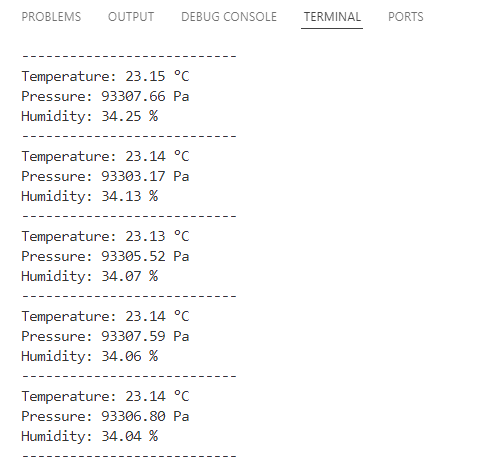 PROBLEMS OUTPUT DEBUG CONSOLE TERMINAL PORTS
---------------------------
Temperature: 23.15 °C
Pressure: 93307.66 Pa
Humidity: 34.25 %
---------------------------
Temperature: 23.14 °C
Pressure: 93303.17 Pa
Humidity: 34.13 %
---------------------------
Temperature: 23.13 °C
Pressure: 93305.52 Pa
Humidity: 34.07 %
---------------------------
Temperature: 23.14 °C
Pressure: 93307.59 Pa
Humidity: 34.06 %
---------------------------
Temperature: 23.14 °C
Pressure: 93306.80 Pa
Humidity: 34.04 %
---------------------------